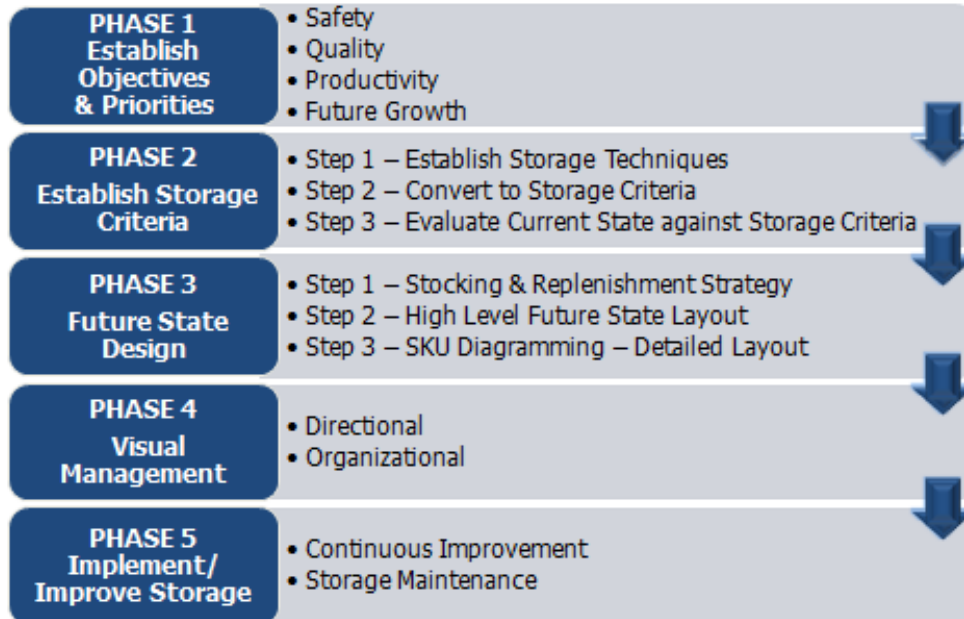 PHASE 1
Establish
Objectives
& Priorities
• Safety
• Quality
• Productivity
• Future Growth
PHASE 2
Establish Storage
Criteria
• Step 1 – Establish Storage Techniques
• Step 2 – Convert to Storage Criteria
• Step 3 – Evaluate Current State against Storage Criteria
PHASE 3
Future State
Design
• Step 1 – Stocking & Replenishment Strategy
• Step 2 – High Level Future State Layout
• Step 3 – SKU Diagramming – Detailed Layout
PHASE 4
Visual
Management
• Directional
• Organizational
PHASE 5
Implement/
Improve Storage
• Continuous Improvement
• Storage Maintenance